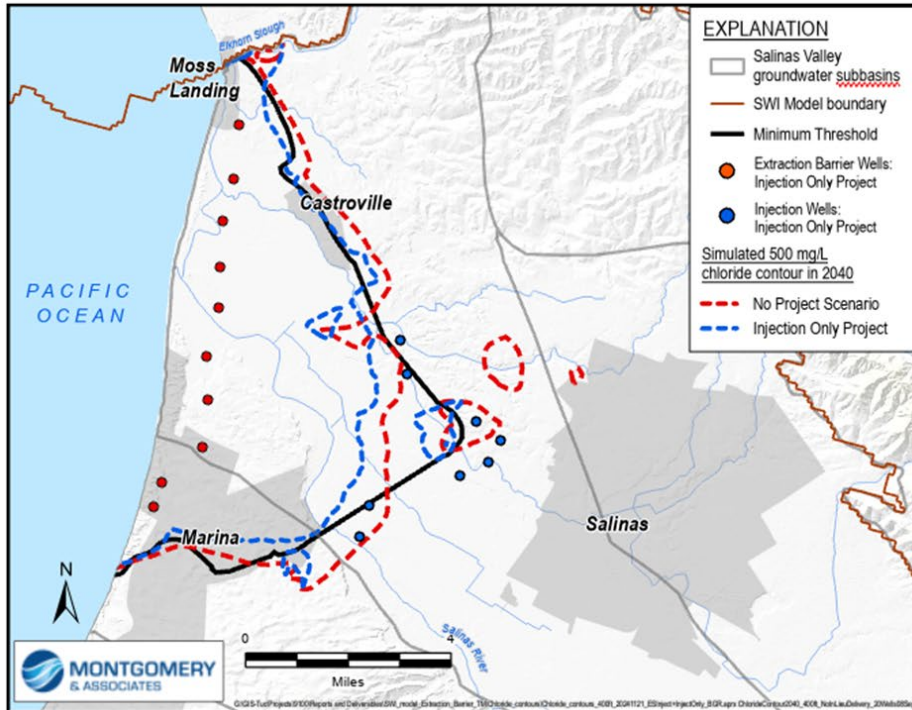 Elkhorn Slough
Moss
Landing
Castroville
PACIFIC
OCEAN
Marina
Salinas
Salinas
River
N
0
4
Miles
MONTGOMERY
& ASSOCIATES
EXPLANATION
Salinas Valley
groundwater subbasins
SWI Model boundary
Minimum Threshold
Extraction Barrier Wells:
Injection Only Project
Injection Wells:
Injection Only Project
Simulated 500 mg/L
chloride contour in 2040
No Project Scenario
Injection Only Project